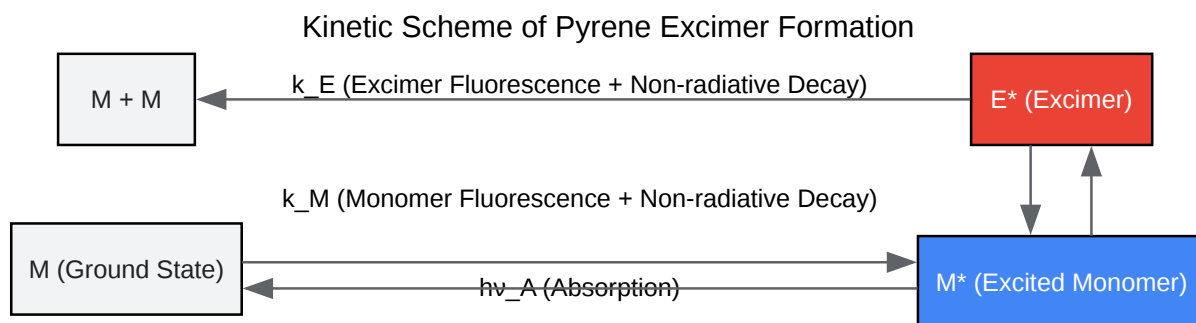 Kinetic Scheme of Pyrene Excimer Formation
M + M
k_E (Excimer Fluorescence + Non-radiative Decay)
E* (Excimer)
k_M (Monomer Fluorescence + Non-radiative Decay)
M (Ground State)
hν_A (Absorption)
M* (Excited Monomer)